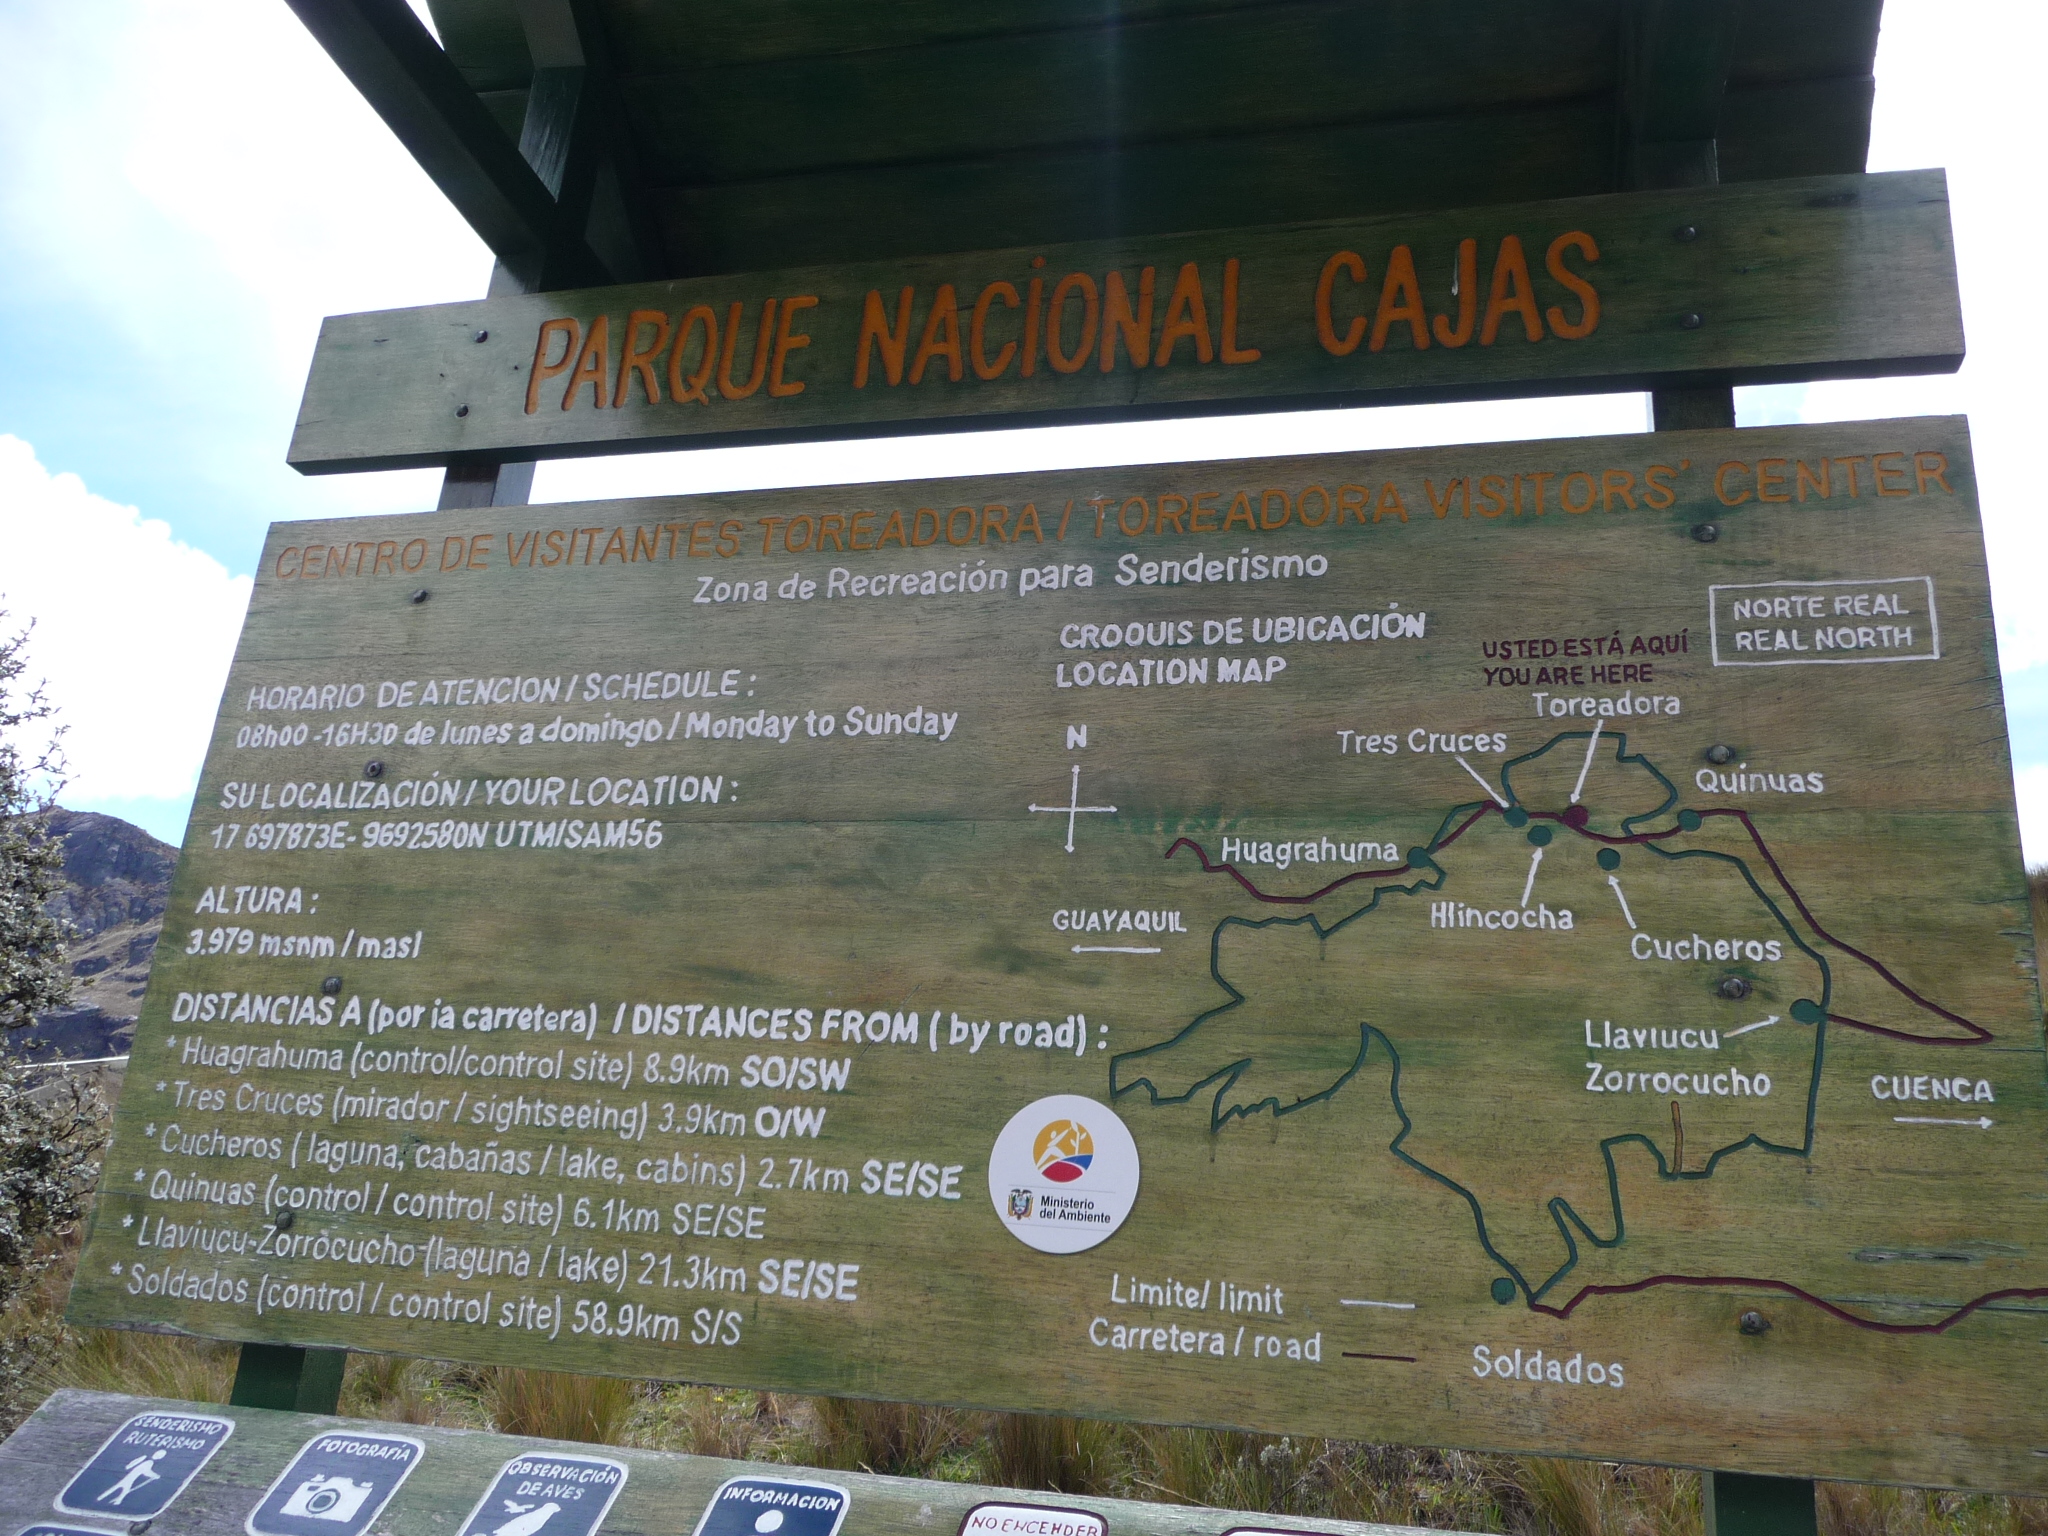 PARQUE NACIONAL CAJAS
CENTRO DE VISITANTES TOREADORA / TOREADORA VISITORS' CENTER
Zona de Recreación para Senderismo
HORARIO DE ATENCION / SCHEDULE :
08h00 -16H30 de lunes a domingo / Monday to Sunday
SU LOCALIZACIÓN / YOUR LOCATION :
17 697873E- 9692580N UTM/SAM56
ALTURA :
3.979 msnm / masl
DISTANCIAS A (por ia carretera) / DISTANCES FROM ( by road) :
* Huagrahuma (control/control site) 8.9km SO/SW
* Tres Cruces (mirador / sightseeing) 3.9km O/W
* Cucheros ( laguna, cabañas / lake, cabins) 2.7km SE/SE
* Quinuas (control / control site) 6.1km SE/SE
* Llaviucu-Zorrocucho (laguna / lake) 21.3km SE/SE
* Soldados (control / control site) 58.9km S/S
CROQUIS DE UBICACIÓN
LOCATION MAP
NORTE REAL
REAL NORTH
USTED ESTÁ AQUÍ
YOU ARE HERE
Toreadora
N
Tres Cruces
Quinuas
Huagrahuma
Hlincocha
GUAYAQUIL
Cucheros
Llaviucu
Zorrocucho
CUENCA
Ministerio
del Ambiente
Limite/ limit
Carretera / road
Soldados
SENDERISMO
RUTERISMO
FOTOGRAFÍA
OBSERVACIÓN
DE AVES
INFORMACION
NO ENCENDER